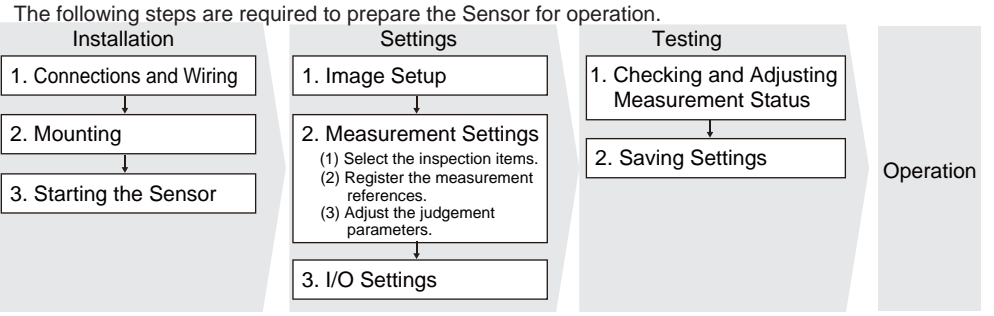 The following steps are required to prepare the Sensor for operation.
Installation
1. Connections and Wiring
2. Mounting
3. Starting the Sensor
Settings
1. Image Setup
2. Measurement Settings
(1) Select the inspection items.
(2) Register the measurement
references.
(3) Adjust the judgement
parameters.
3. I/O Settings
Testing
1. Checking and Adjusting
Measurement Status
2. Saving Settings
Operation